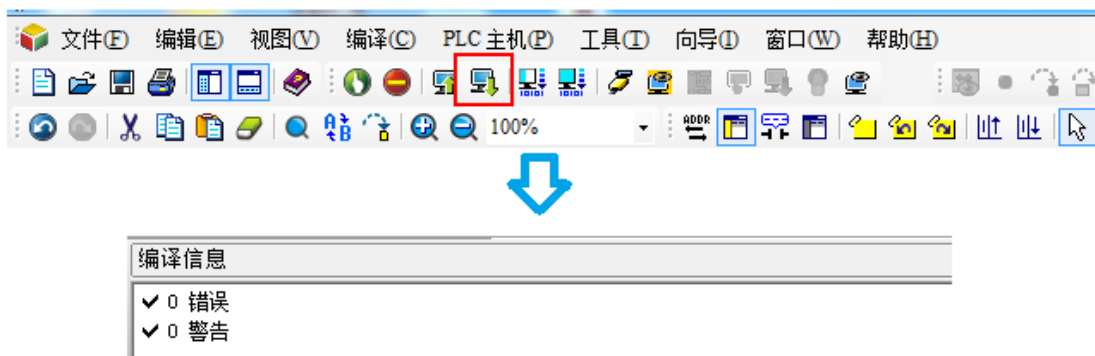 文件(F) 编辑(E) 视图(V) 编译(C) PLC 主机(P) 工具(T) 向导(I) 窗口(W) 帮助(H)
100% ADDR
编译信息
✔ 0 错误
✔ 0 警告